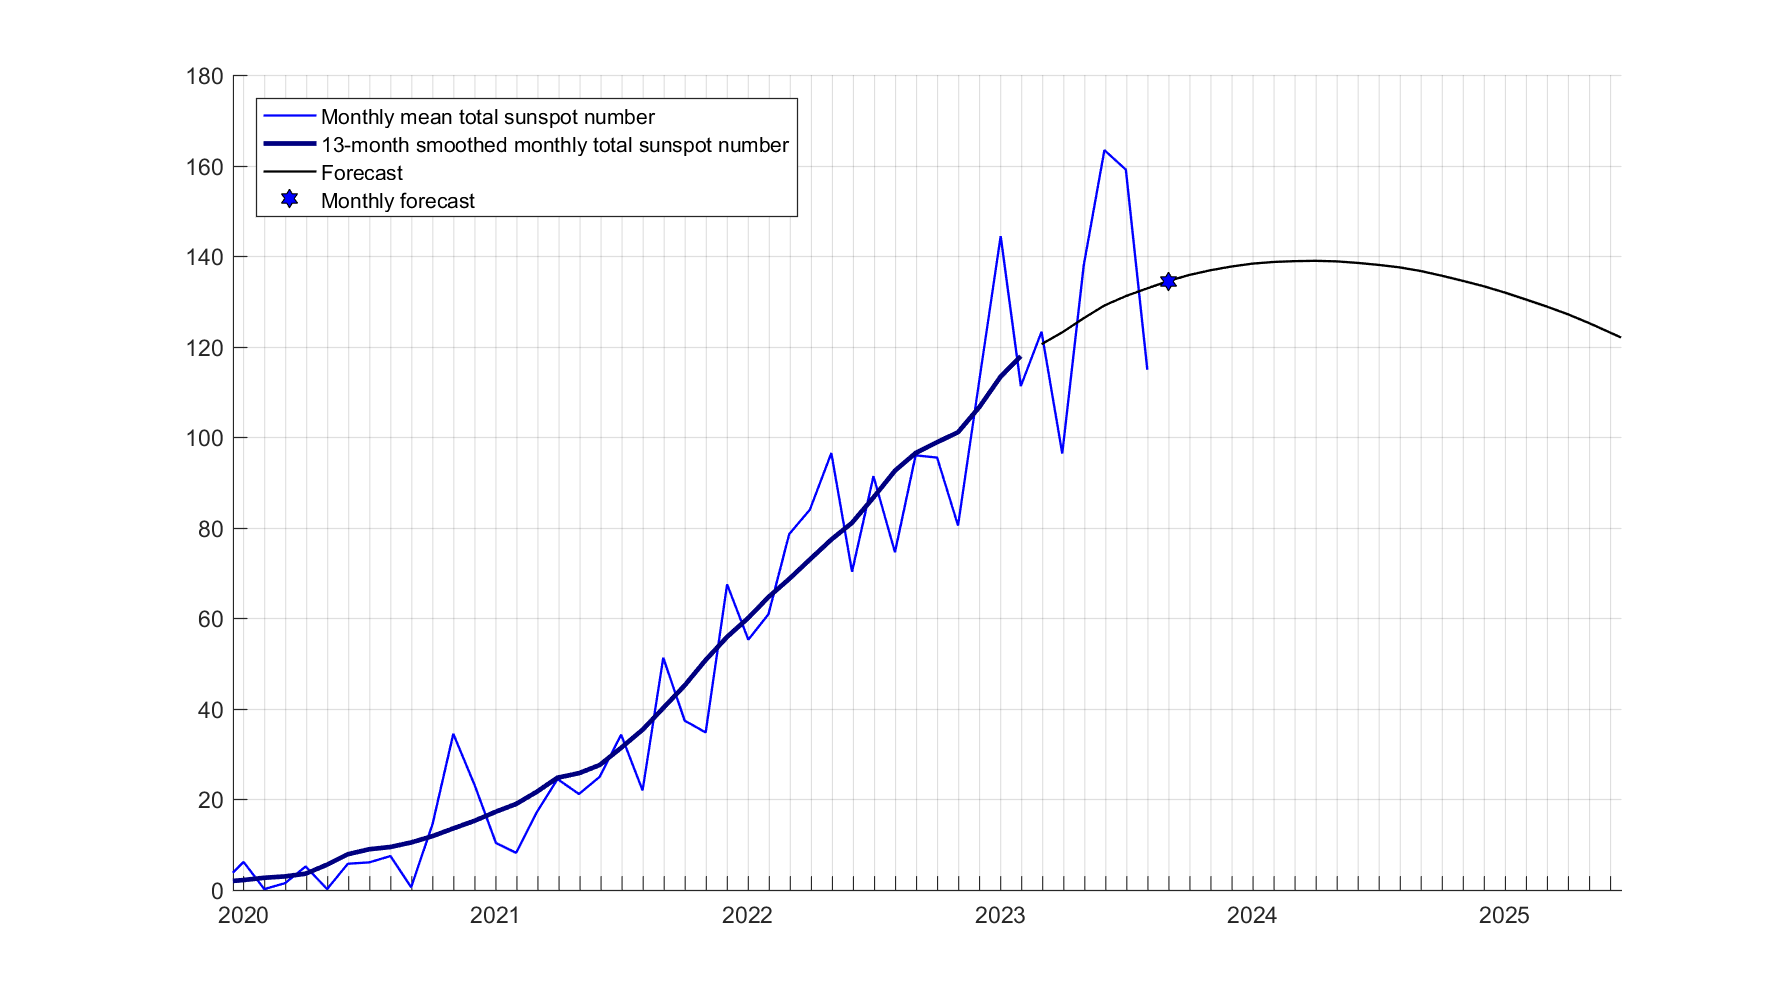 180
160
140
120
100
80
60
40
20
0
Monthly mean total sunspot number
13-month smoothed monthly total sunspot number
Forecast
Monthly forecast
2020 2021 2022 2023 2024 2025